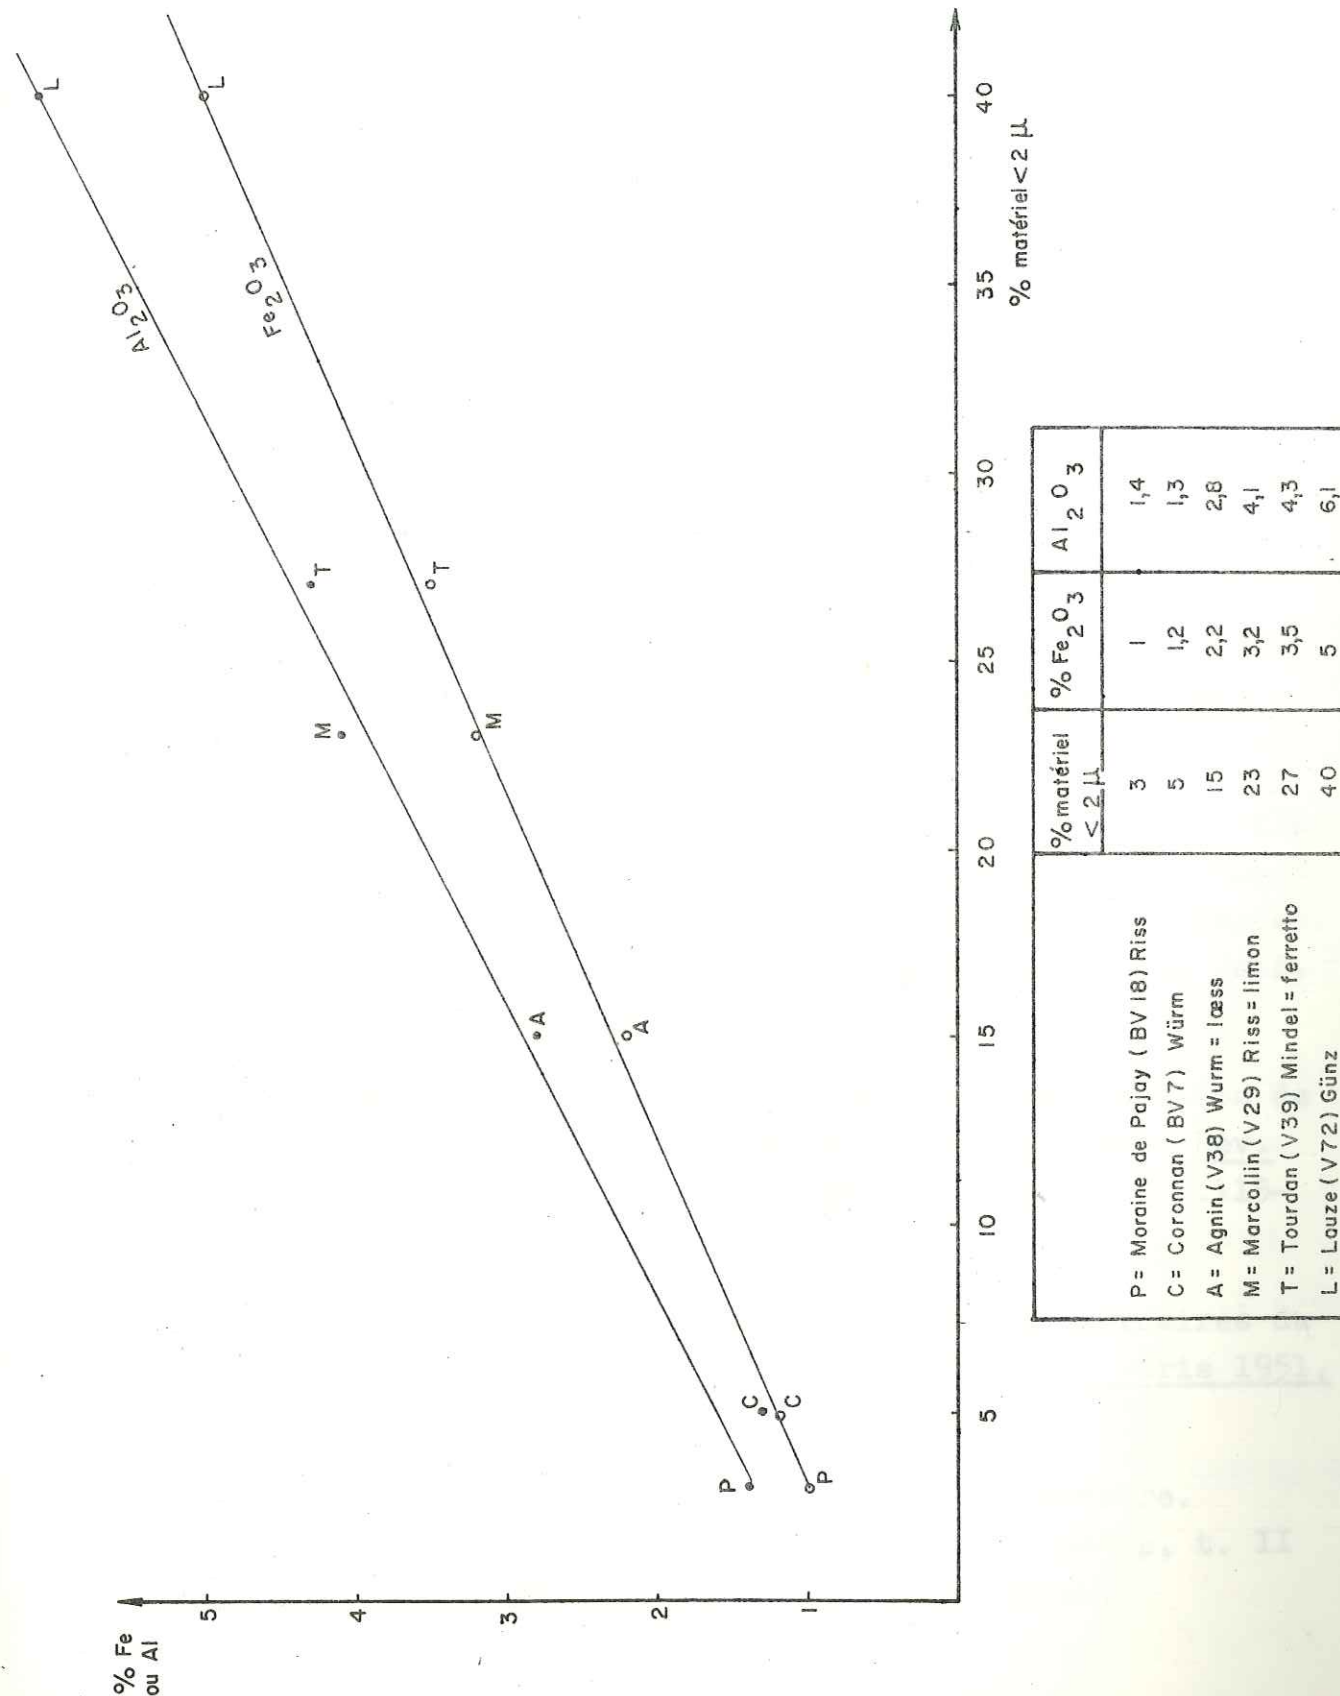 % Fe
ou Al
5
4
3
2
1
Al2O3
Fe2O3
L
L
T
T
M
M
A
A
C
C
P
P
5
10
15
20
25
30
35
40
% matériel < 2 µ
% matériel < 2 µ
% Fe2O3
Al2O3
P = Moraine de Pajay ( BV 18) Riss 3 1 1,4
C = Coronnan ( BV 7) Würm 5 1,2 1,3
A = Agnin ( V38) Wurm = lœss 15 2,2 2,8
M = Marcollin ( V29) Riss = limon 23 3,2 4,1
T = Tourdan ( V39) Mindel = ferretto 27 3,5 4,3
L = Lauze ( V 72) Günz 40 5 6,1
ris 1951,
t. II